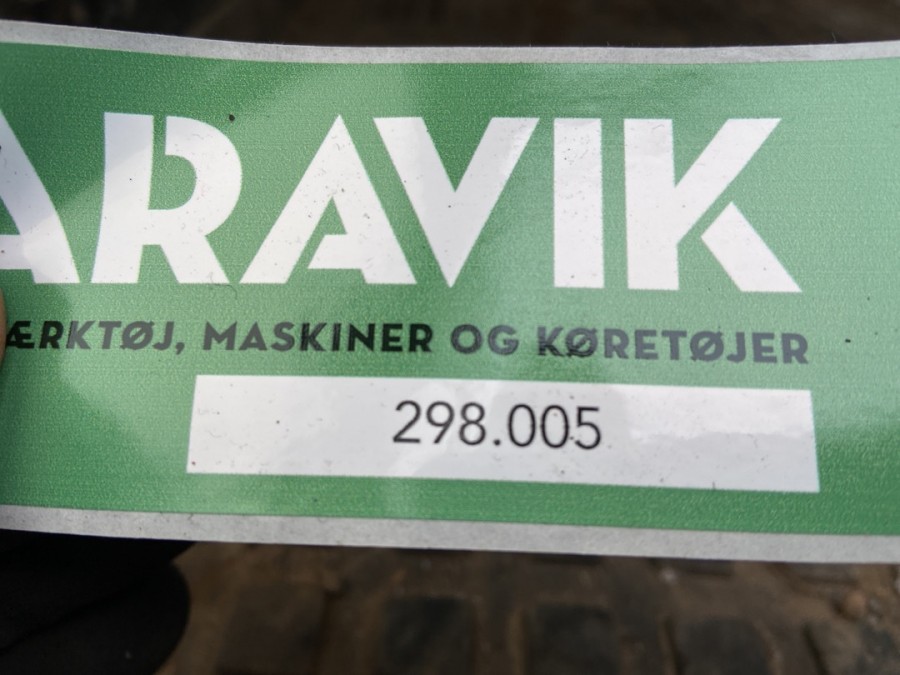 ARAVIK
ÆRKTØJ, MASKINER OG KØRETØJER
298.005